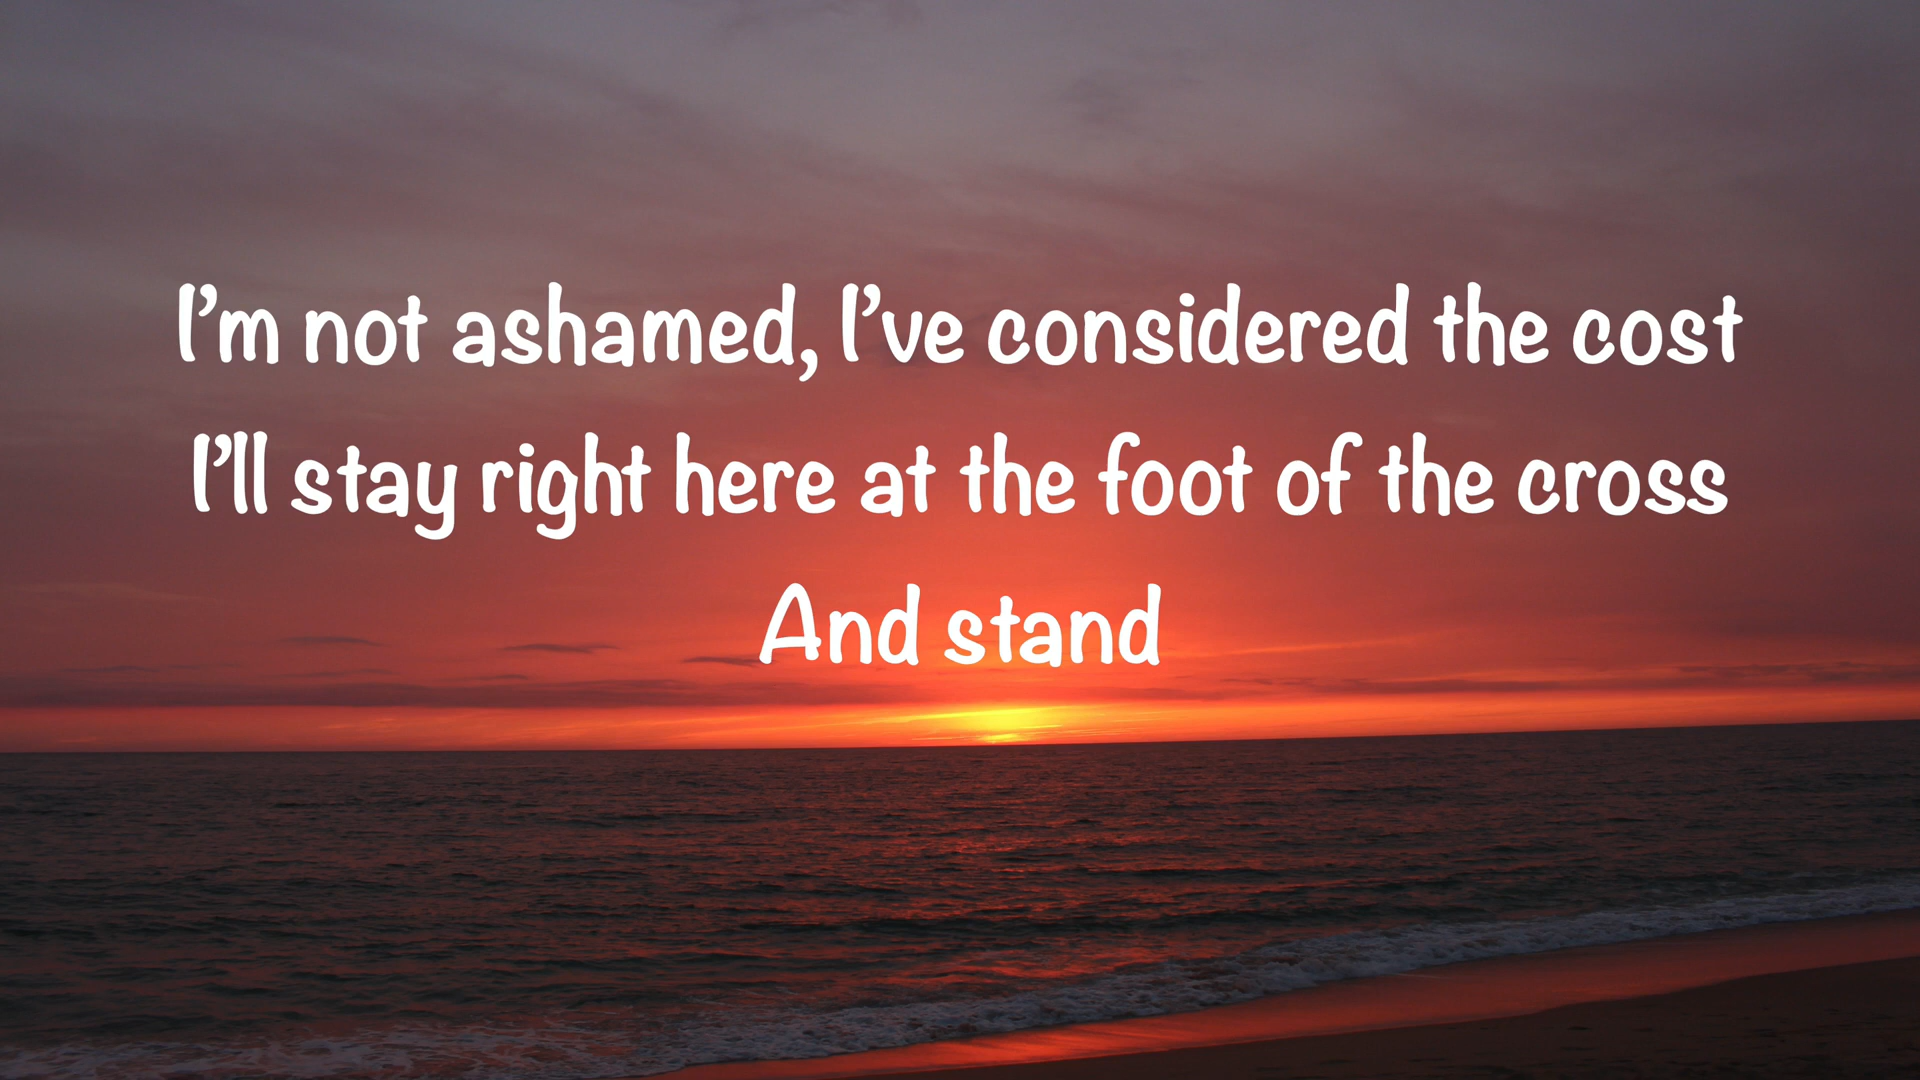 I’m not ashamed, I’ve considered the cost
I’ll stay right here at the foot of the cross
And stand